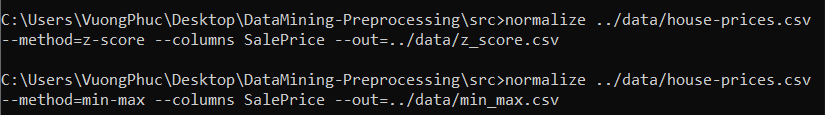 C:\Users\VuongPhuc\Desktop\DataMining-Preprocessing\src>normalize ../data/house-prices.csv
--method=z-score --columns SalePrice --out=../data/z_score.csv
C:\Users\VuongPhuc\Desktop\DataMining-Preprocessing\src>normalize ../data/house-prices.csv
--method=min-max --columns SalePrice --out=../data/min_max.csv